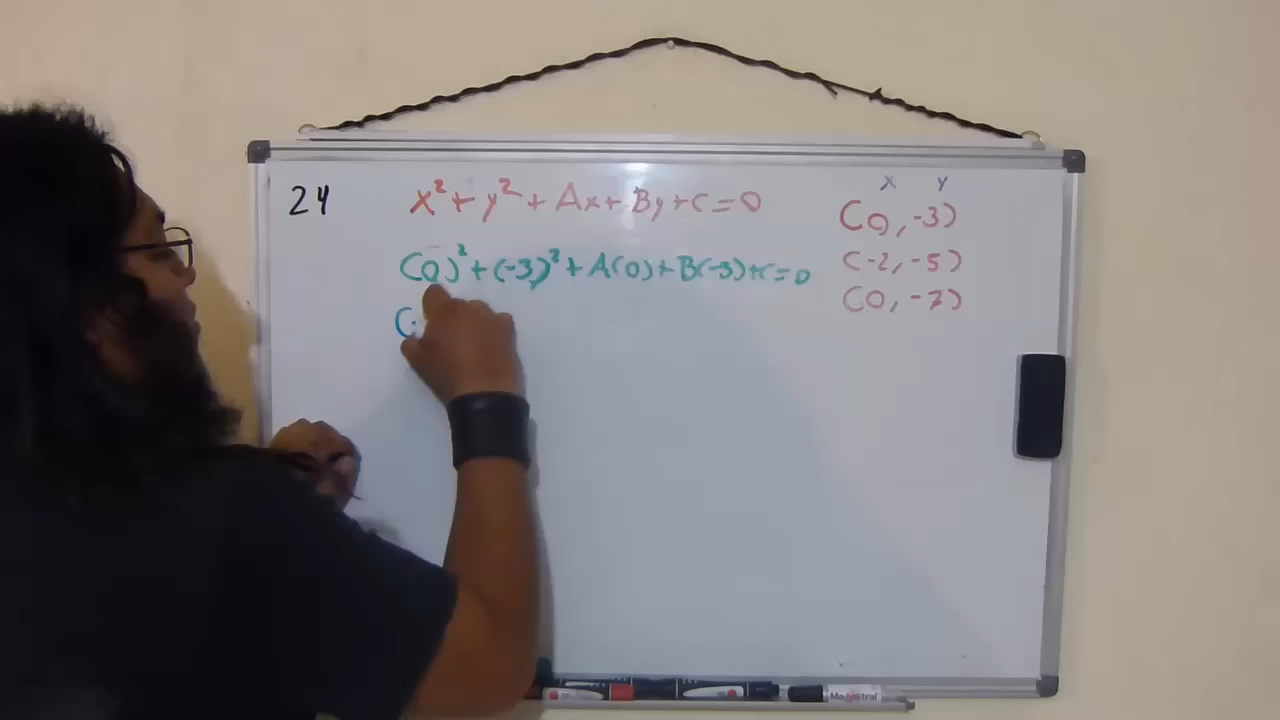 24
x² + y² + Ax + By + C = 0
(0)² + (-3)² + A(0) + B(-3) + C = 0
(-
x y
(0, -3)
(-2, -5)
(0, -7)